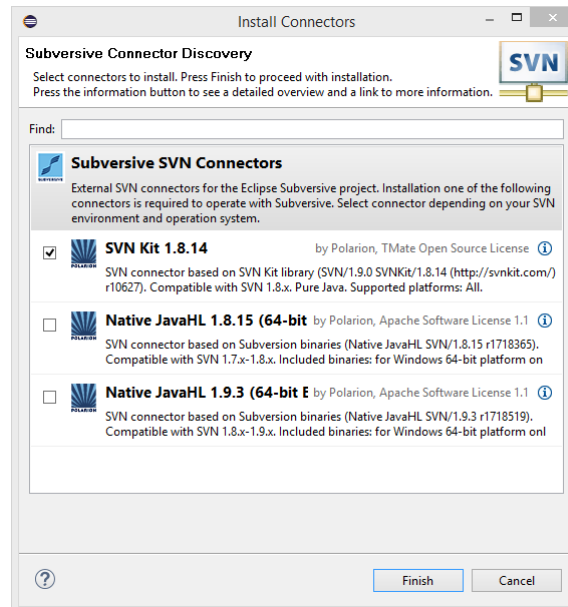 Install Connectors
Subversive Connector Discovery
Select connectors to install. Press Finish to proceed with installation.
Press the information button to see a detailed overview and a link to more information.
SVN
Find:
SUBVERSIVE
Subversive SVN Connectors
External SVN connectors for the Eclipse Subversive project. Installation one of the following
connectors is required to operate with Subversive. Select connector depending on your SVN
environment and operation system.
POLARION
SVN Kit 1.8.14 by Polarion, TMate Open Source License
SVN connector based on SVN Kit library (SVN/1.9.0 SVNKit/1.8.14 (http://svnkit.com/)
r10627). Compatible with SVN 1.8.x. Pure Java. Supported platforms: All.
POLARION
Native JavaHL 1.8.15 (64-bit by Polarion, Apache Software License 1.1
SVN connector based on Subversion binaries (Native JavaHL SVN/1.8.15 r1718365).
Compatible with SVN 1.7.x-1.8.x. Included binaries: for Windows 64-bit platform on
POLARION
Native JavaHL 1.9.3 (64-bit E by Polarion, Apache Software License 1.1
SVN connector based on Subversion binaries (Native JavaHL SVN/1.9.3 r1718519).
Compatible with SVN 1.8.x-1.9.x. Included binaries: for Windows 64-bit platform onl
?
Finish
Cancel